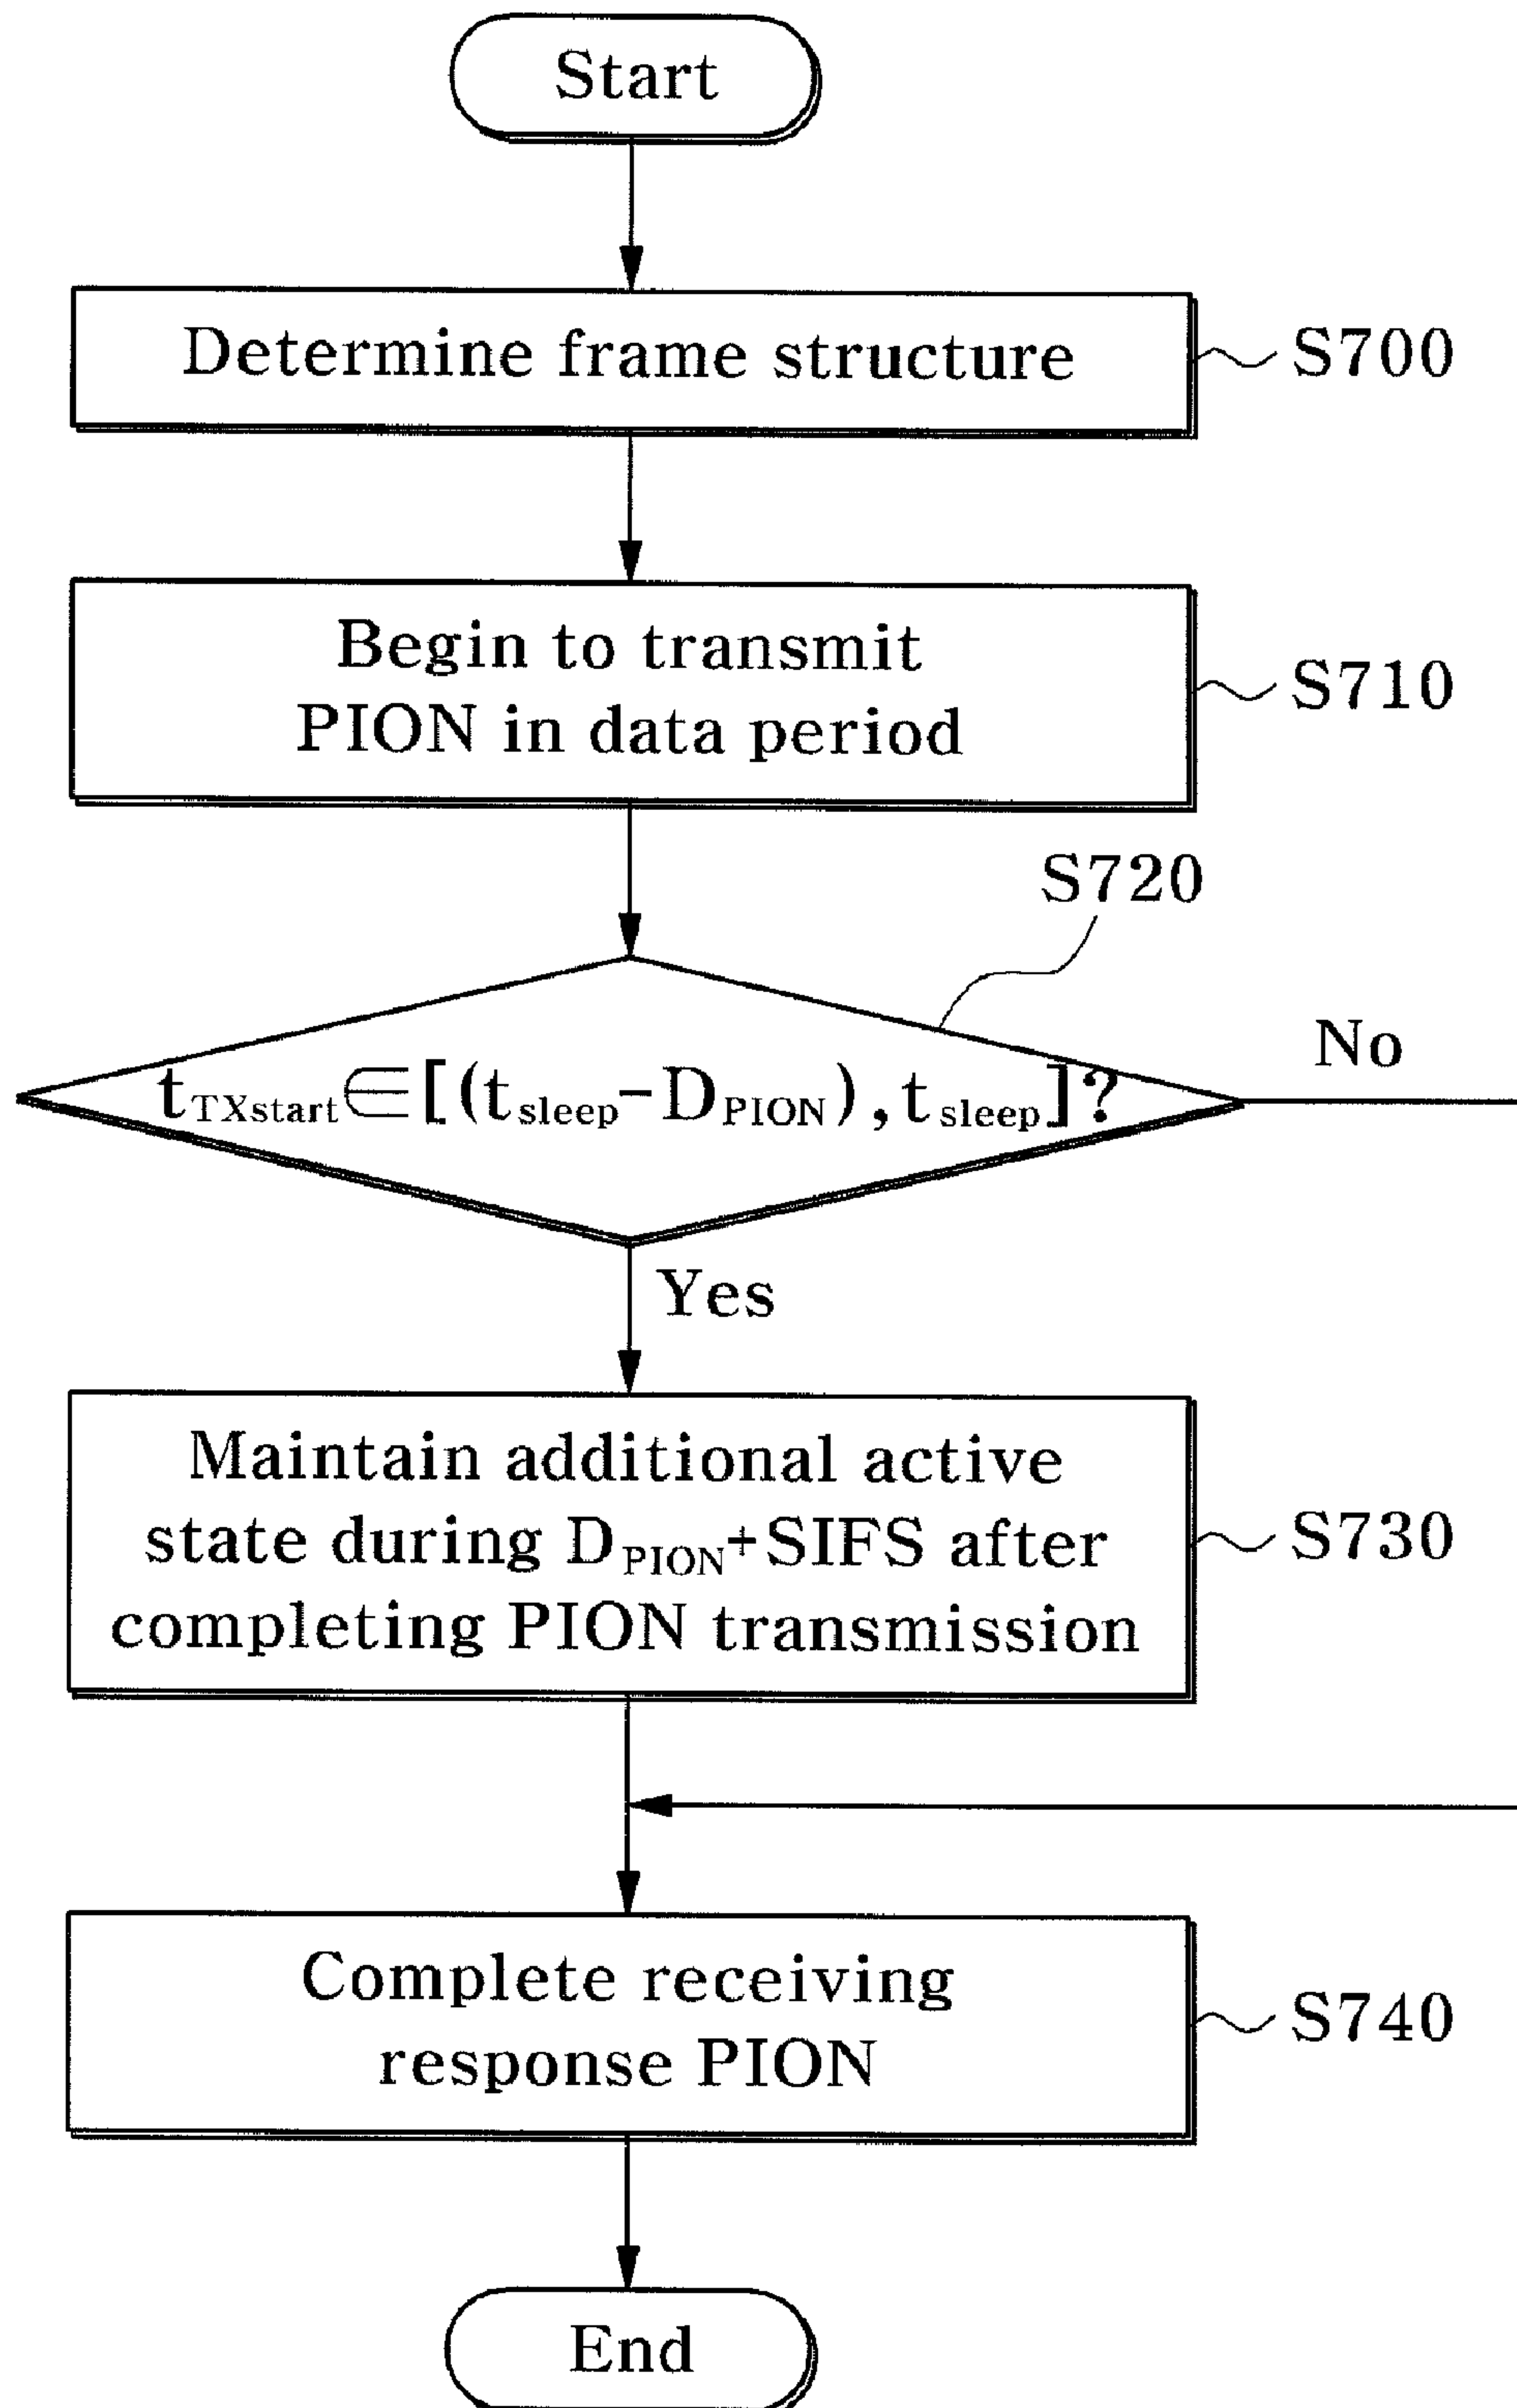 Start
Determine frame structure
S700
Begin to transmit
PION in data period
S710
S720
tTXstart∈[(tsleep-DPION),tsleep]?
No
Yes
Maintain additional active
state during DPION+SIFS after
completing PION transmission
S730
Complete receiving
response PION
S740
End